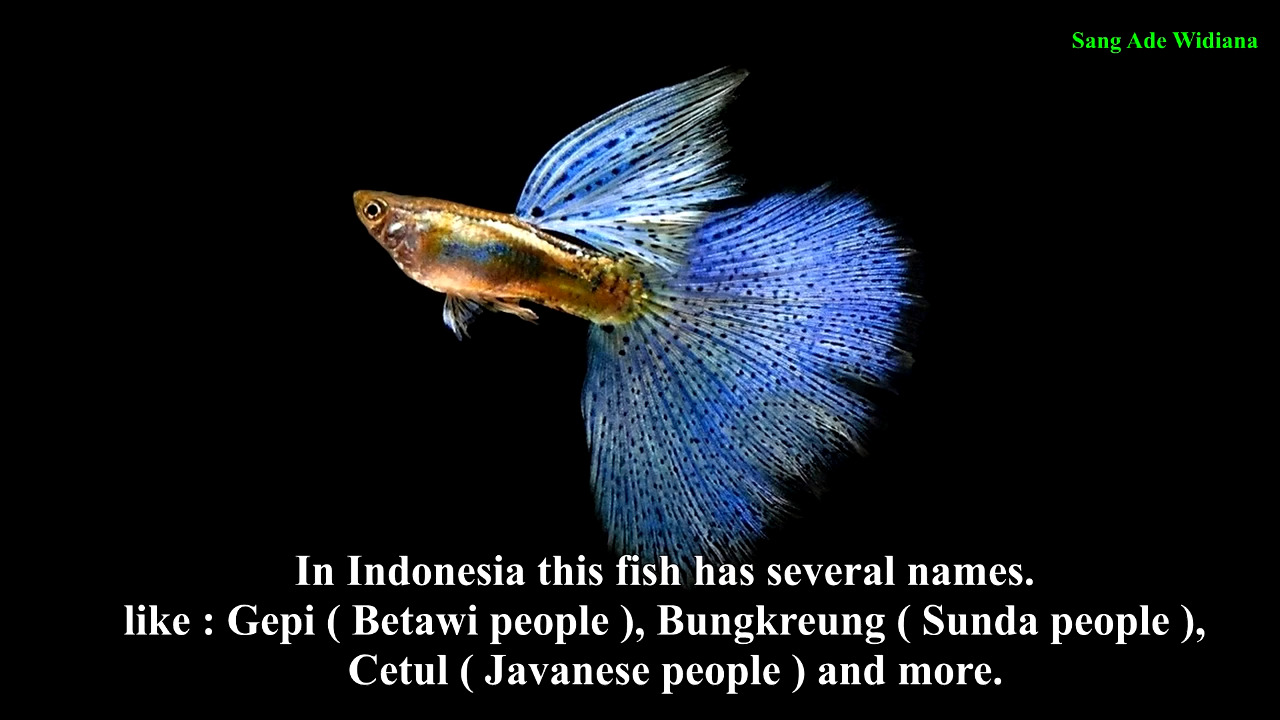 Sang Ade Widiana
In Indonesia this fish has several names.
like : Gepi ( Betawi people ), Bungkreung ( Sunda people ),
Cetul ( Javanese people ) and more.